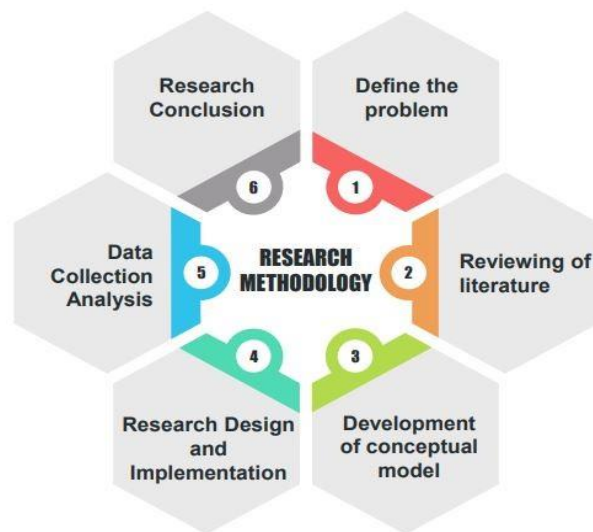 RESEARCH
METHODOLOGY
1
Define the
problem
2
Reviewing of
literature
3
Development
of conceptual
model
4
Research Design
and
Implementation
5
Data
Collection
Analysis
6
Research
Conclusion